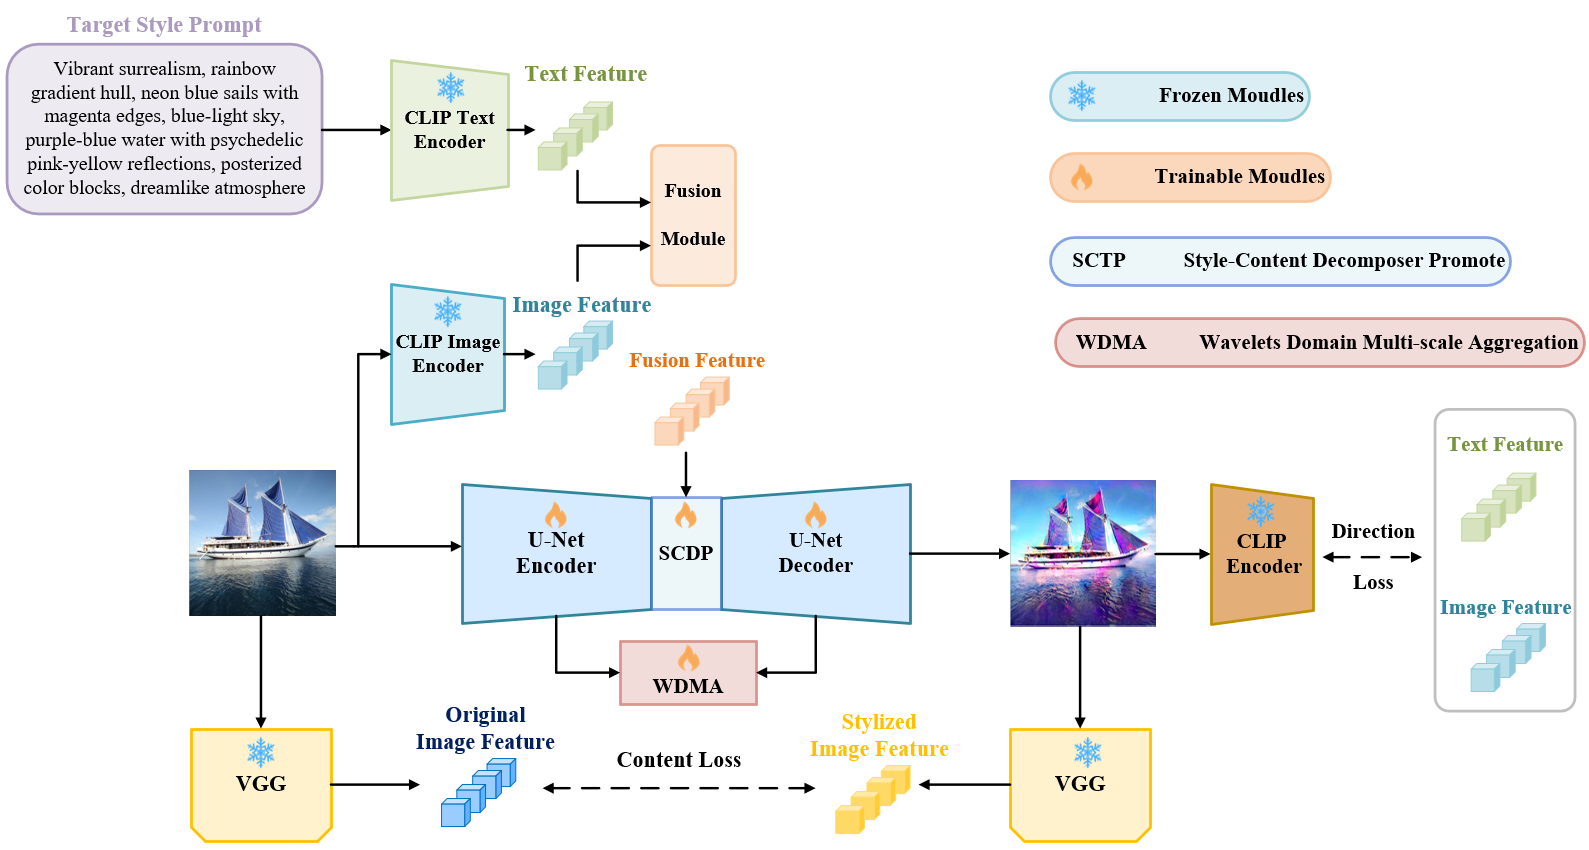 Target Style Prompt
Vibrant surrealism, rainbow
gradient hull, neon blue sails with
magenta edges, blue-light sky,
purple-blue water with psychedelic
pink-yellow reflections, posterized
color blocks, dreamlike atmosphere
CLIP Text
Encoder
Text Feature
Fusion
Module
CLIP Image
Encoder
Image Feature
Fusion Feature
Frozen Moudles
Trainable Moudles
SCTP Style-Content Decomposer Promote
WDMA Wavelets Domain Multi-scale Aggregation
U-Net
Encoder
SCDP
U-Net
Decoder
WDMA
CLIP
Encoder
Direction
Loss
Text Feature
Image Feature
VGG
Original
Image Feature
Content Loss
Stylized
Image Feature
VGG